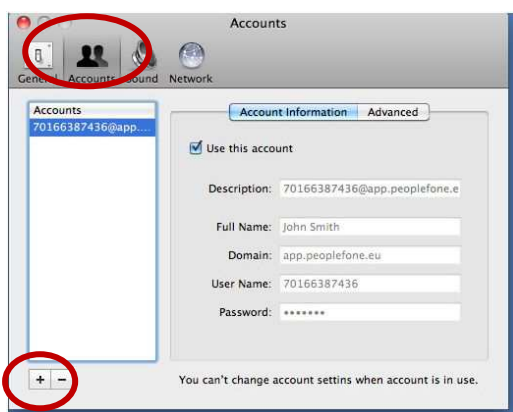 Accounts
General Accounts Sound Network
Accounts
70166387436@app....
Account Information Advanced
Use this account
Description: 70166387436@app.peoplefone.e
Full Name: John Smith
Domain: app.peoplefone.eu
User Name: 70166387436
Password: •••••••
+ −
You can't change account settins when account is in use.